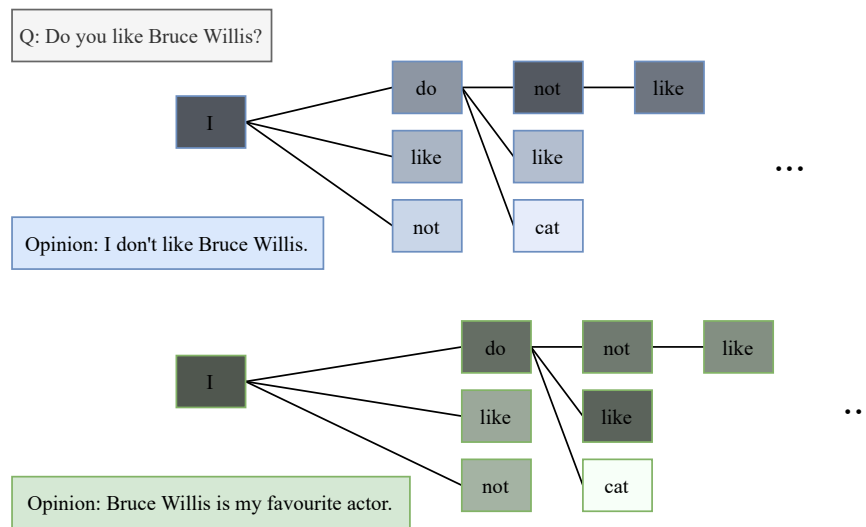 Q: Do you like Bruce Willis?
do
not
like
I
like
like
...
not
cat
Opinion: I don't like Bruce Willis.
do
not
like
I
like
like
..
not
cat
Opinion: Bruce Willis is my favourite actor.